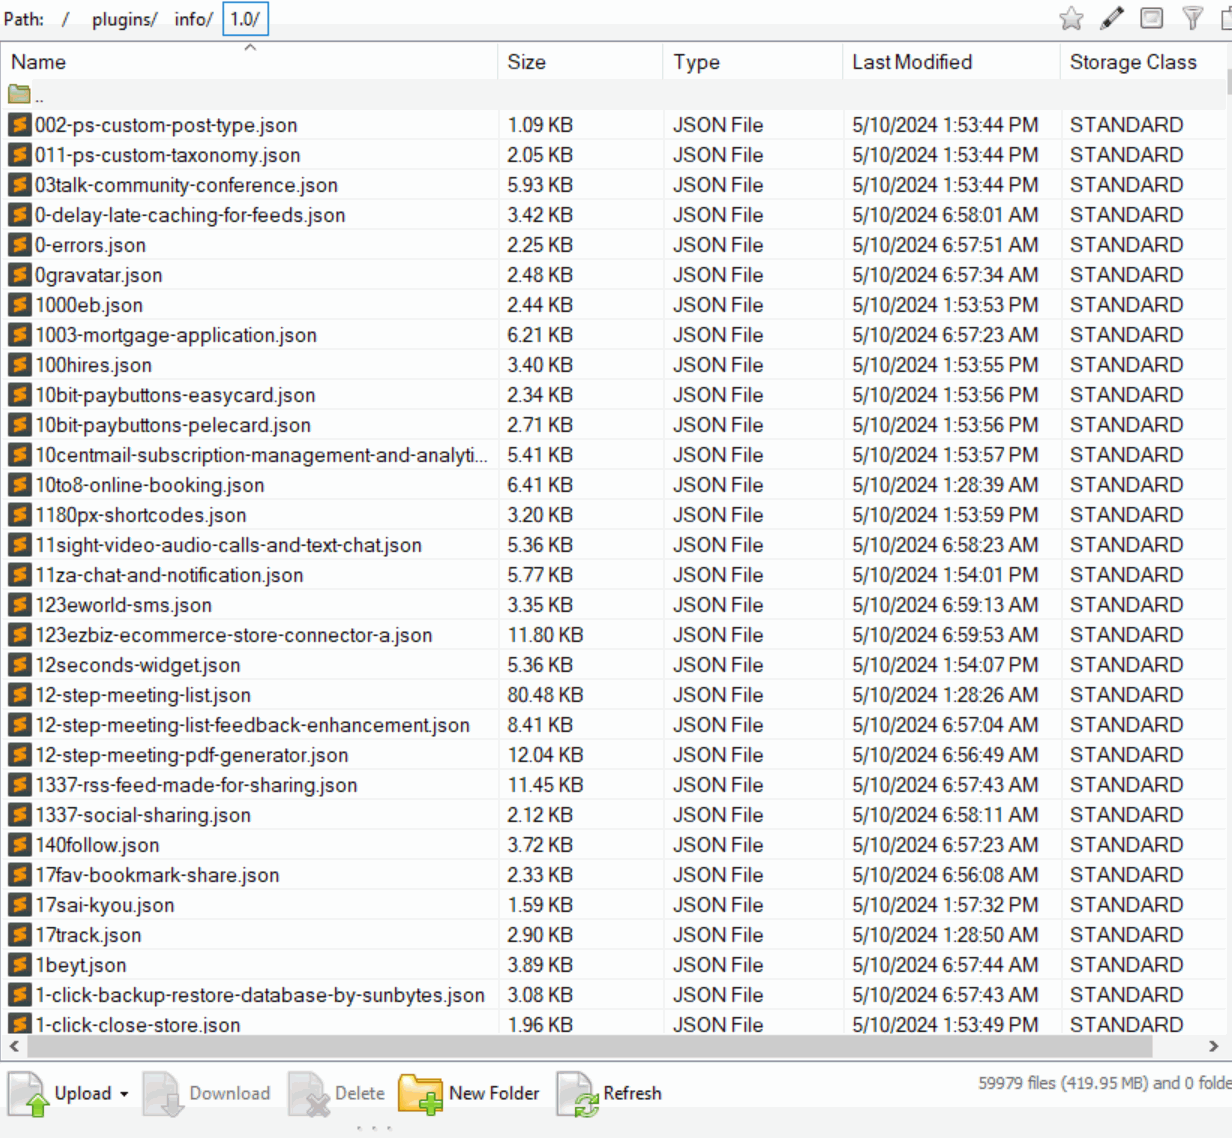 Path: / plugins/ info/ 1.0/
Name Size Type Last Modified Storage Class
..
002-ps-custom-post-type.json 1.09 KB JSON File 5/10/2024 1:53:44 PM STANDARD
011-ps-custom-taxonomy.json 2.05 KB JSON File 5/10/2024 1:53:44 PM STANDARD
03talk-community-conference.json 5.93 KB JSON File 5/10/2024 1:53:44 PM STANDARD
0-delay-late-caching-for-feeds.json 3.42 KB JSON File 5/10/2024 6:58:01 AM STANDARD
0-errors.json 2.25 KB JSON File 5/10/2024 6:57:51 AM STANDARD
0gravatar.json 2.48 KB JSON File 5/10/2024 6:57:34 AM STANDARD
1000eb.json 2.44 KB JSON File 5/10/2024 1:53:53 PM STANDARD
1003-mortgage-application.json 6.21 KB JSON File 5/10/2024 6:57:23 AM STANDARD
100hires.json 3.40 KB JSON File 5/10/2024 1:53:55 PM STANDARD
10bit-paybuttons-easycard.json 2.34 KB JSON File 5/10/2024 1:53:56 PM STANDARD
10bit-paybuttons-pelecard.json 2.71 KB JSON File 5/10/2024 1:53:56 PM STANDARD
10centmail-subscription-management-and-analyti... 5.41 KB JSON File 5/10/2024 1:53:57 PM STANDARD
10to8-online-booking.json 6.41 KB JSON File 5/10/2024 1:28:39 AM STANDARD
1180px-shortcodes.json 3.20 KB JSON File 5/10/2024 1:53:59 PM STANDARD
11sight-video-audio-calls-and-text-chat.json 5.36 KB JSON File 5/10/2024 6:58:23 AM STANDARD
11za-chat-and-notification.json 5.77 KB JSON File 5/10/2024 1:54:01 PM STANDARD
123eworld-sms.json 3.35 KB JSON File 5/10/2024 6:59:13 AM STANDARD
123ezbiz-ecommerce-store-connector-a.json 11.80 KB JSON File 5/10/2024 6:59:53 AM STANDARD
12seconds-widget.json 5.36 KB JSON File 5/10/2024 1:54:07 PM STANDARD
12-step-meeting-list.json 80.48 KB JSON File 5/10/2024 1:28:26 AM STANDARD
12-step-meeting-list-feedback-enhancement.json 8.41 KB JSON File 5/10/2024 6:57:04 AM STANDARD
12-step-meeting-pdf-generator.json 12.04 KB JSON File 5/10/2024 6:56:49 AM STANDARD
1337-rss-feed-made-for-sharing.json 11.45 KB JSON File 5/10/2024 6:57:43 AM STANDARD
1337-social-sharing.json 2.12 KB JSON File 5/10/2024 6:58:11 AM STANDARD
140follow.json 3.72 KB JSON File 5/10/2024 6:57:23 AM STANDARD
17fav-bookmark-share.json 2.33 KB JSON File 5/10/2024 6:56:08 AM STANDARD
17sai-kyou.json 1.59 KB JSON File 5/10/2024 1:57:32 PM STANDARD
17track.json 2.90 KB JSON File 5/10/2024 1:28:50 AM STANDARD
1beyt.json 3.89 KB JSON File 5/10/2024 6:57:44 AM STANDARD
1-click-backup-restore-database-by-sunbytes.json 3.08 KB JSON File 5/10/2024 6:57:43 AM STANDARD
1-click-close-store.json 1.96 KB JSON File 5/10/2024 1:53:49 PM STANDARD
Upload Download Delete New Folder Refresh 59979 files (419.95 MB) and 0 folde